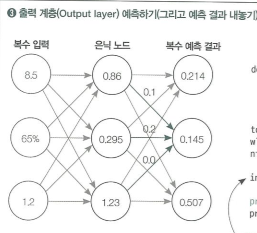 ❸ 출력 계층(Output layer) 예측하기(그리고 예측 결과 내놓기)
복수 입력 은닉 노드 복수 예측 결과
8.5 0.86 0.214
0.1
65% 0.295 0.2 0.145
0.0
1.2 1.23 0.507